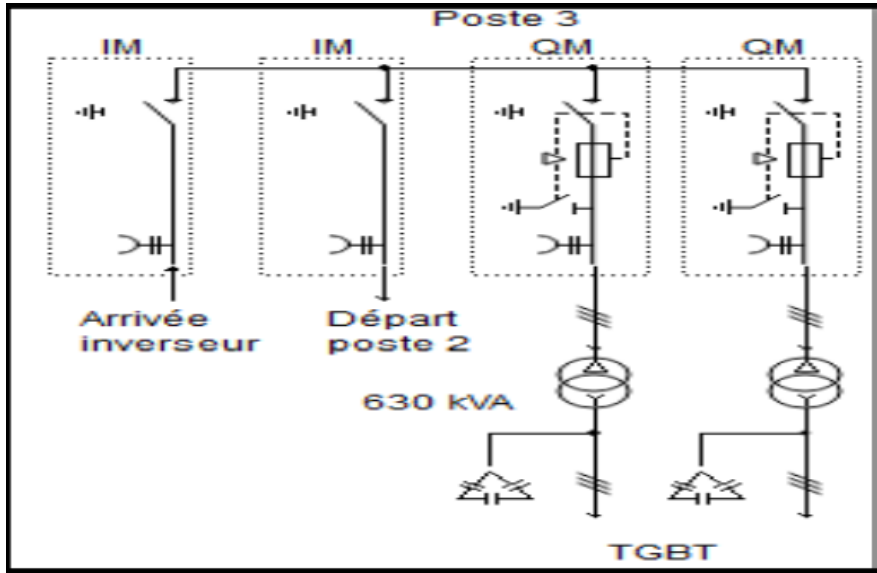 Poste 3
IM
IM
QM
QM
Arrivée
inverseur
Départ
poste 2
630 kVA
TGBT